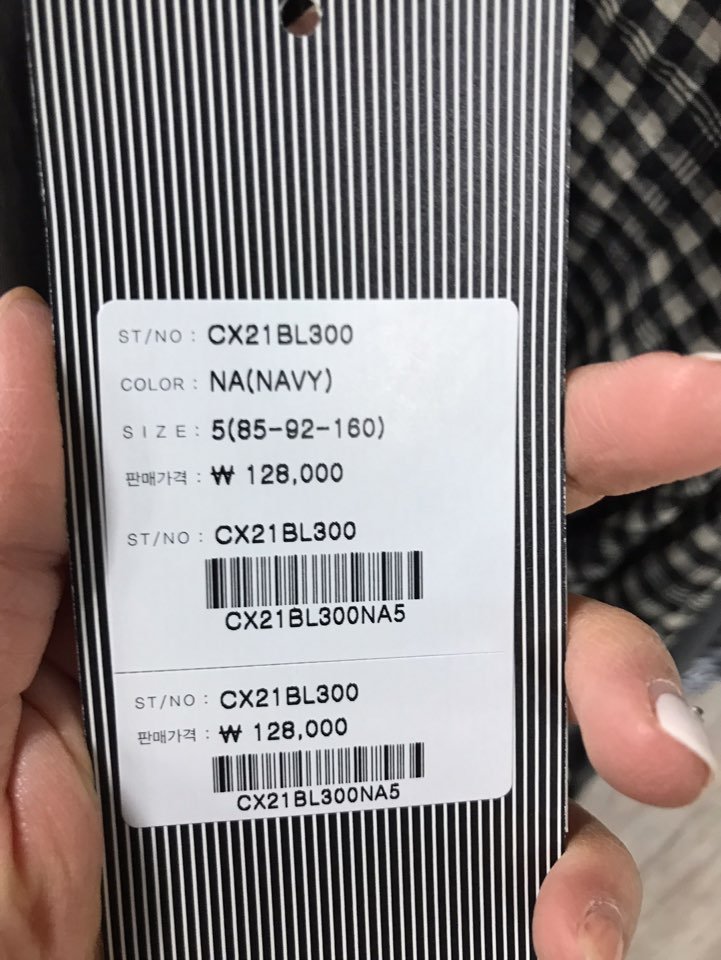 ST/NO : CX21BL300
COLOR : NA(NAVY)
SIZE : 5(85-92-160)
판매가격 : ₩ 128,000
ST/NO : CX21BL300
CX21BL300NA5
ST/NO : CX21BL300
판매가격 : ₩ 128,000
CX21BL300NA5